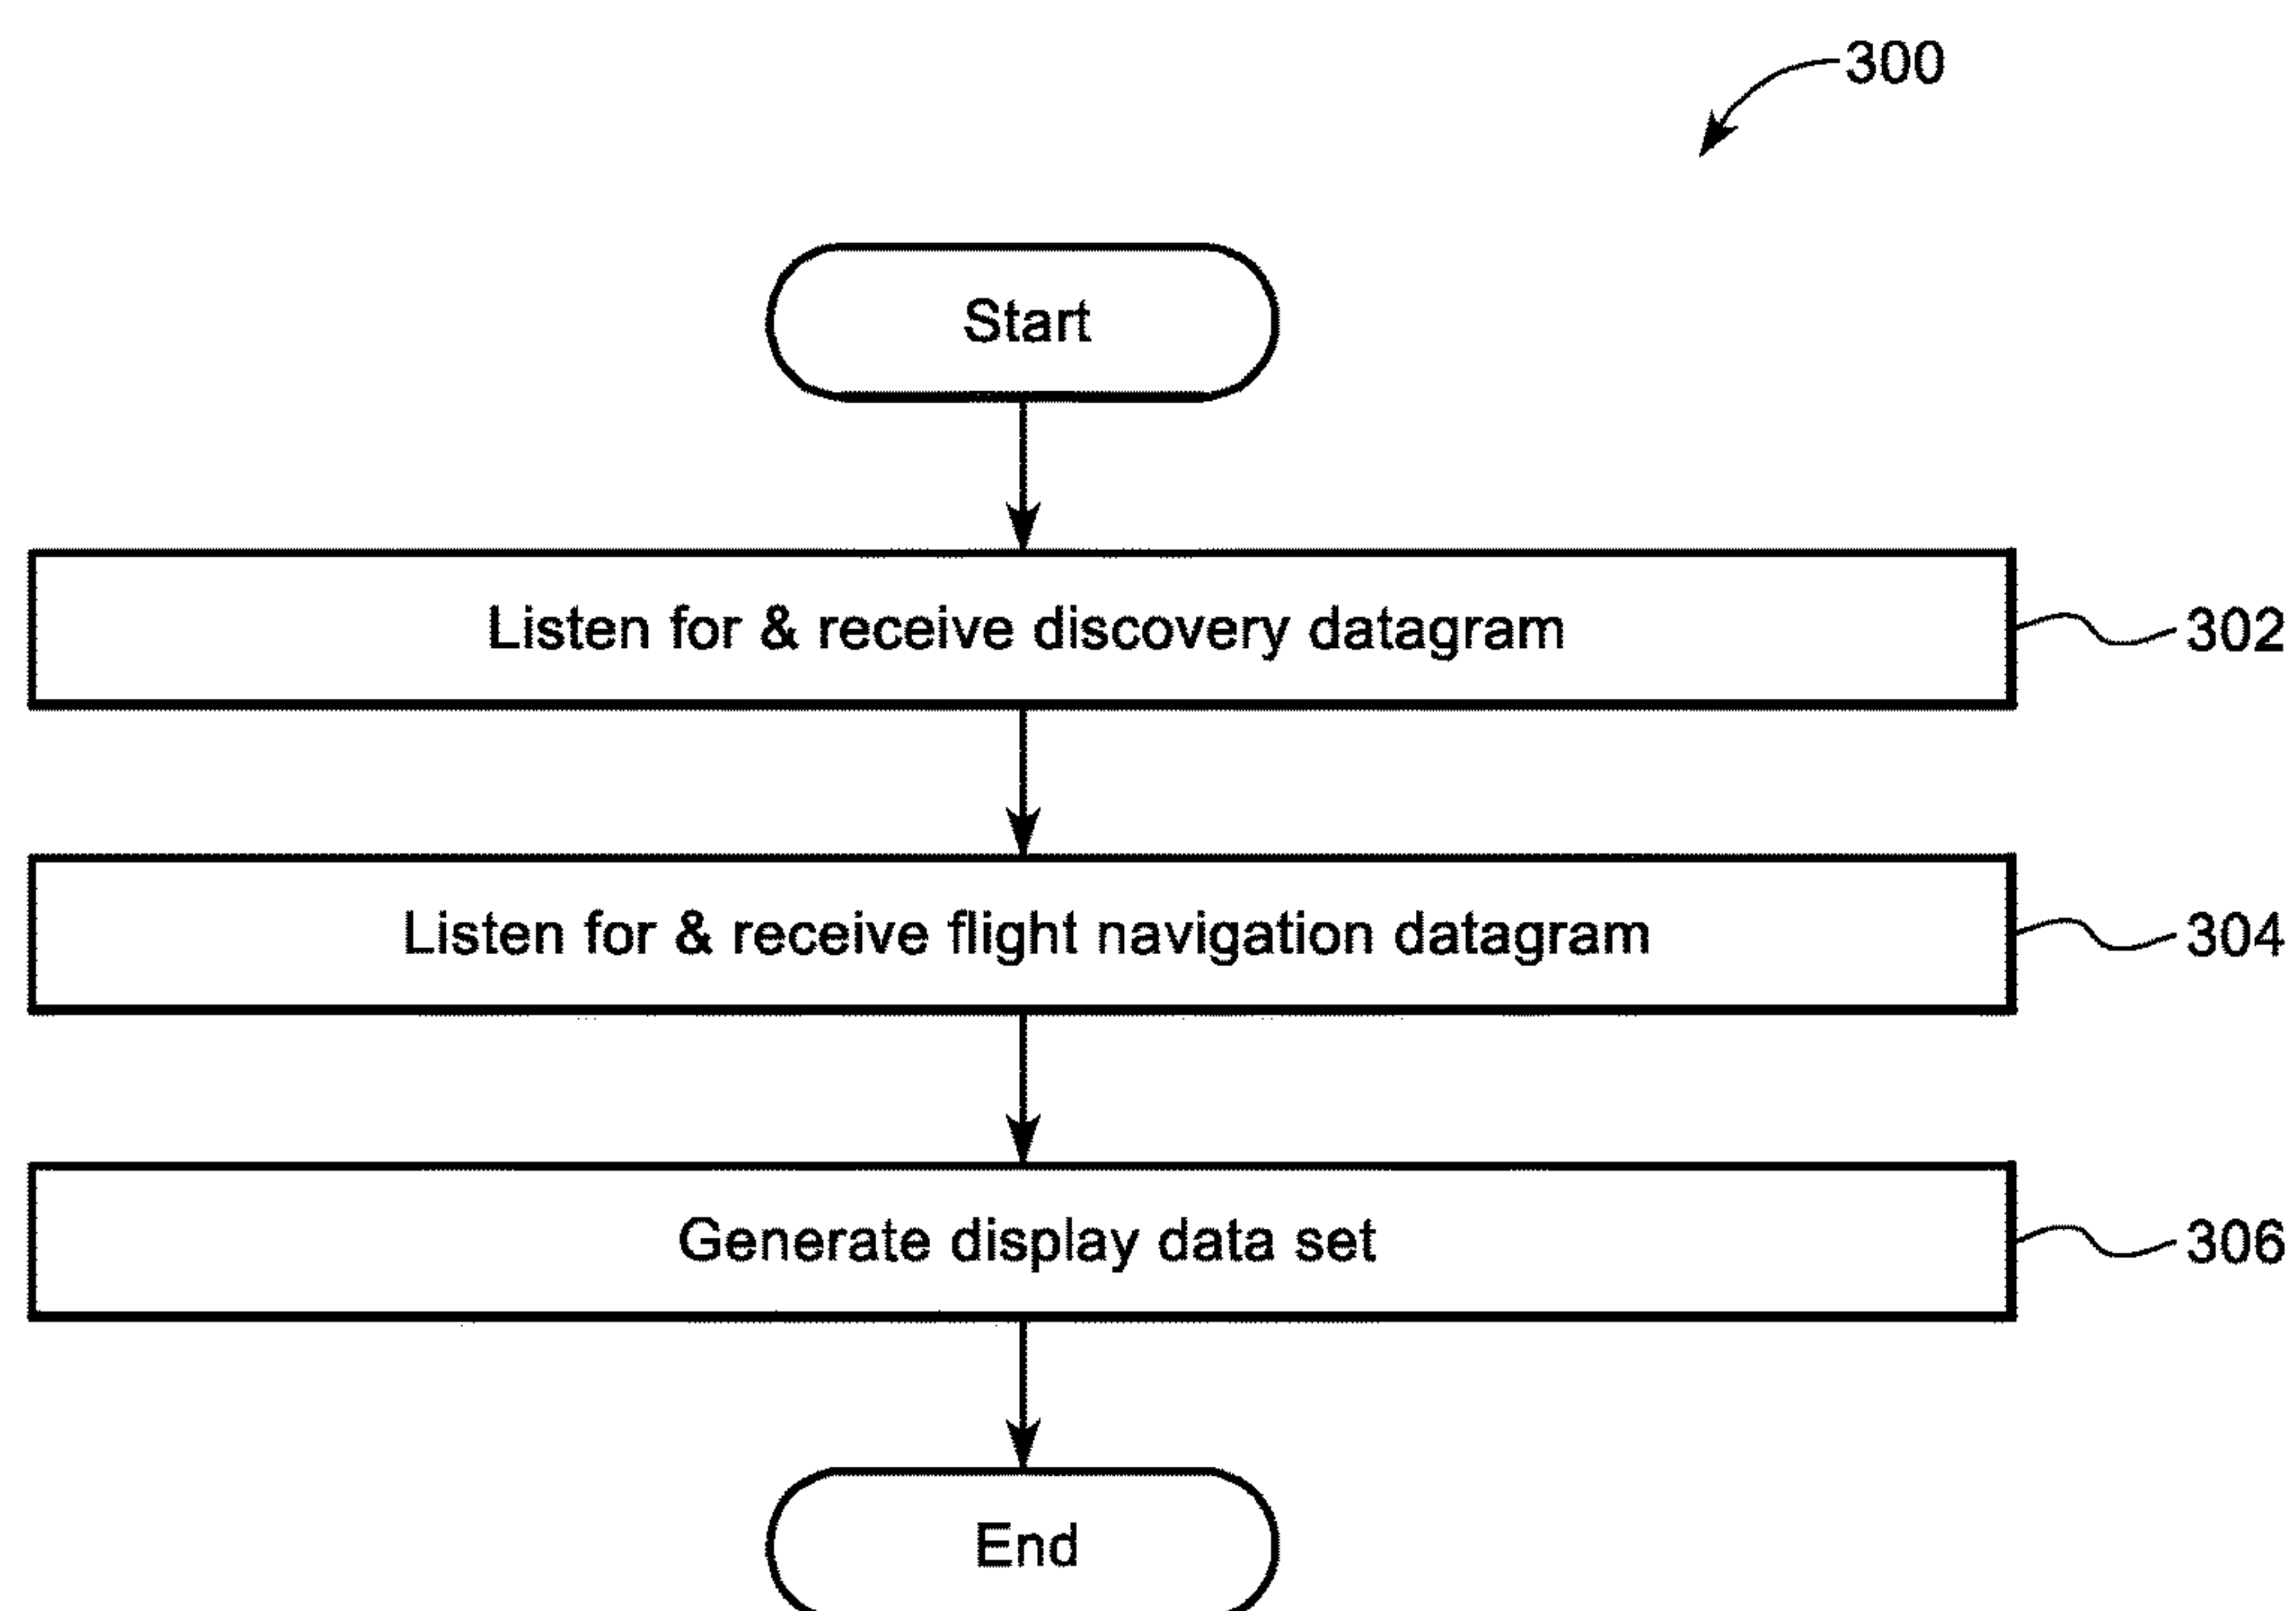 300
Start
Listen for & receive discovery datagram
302
Listen for & receive flight navigation datagram
304
Generate display data set
306
End